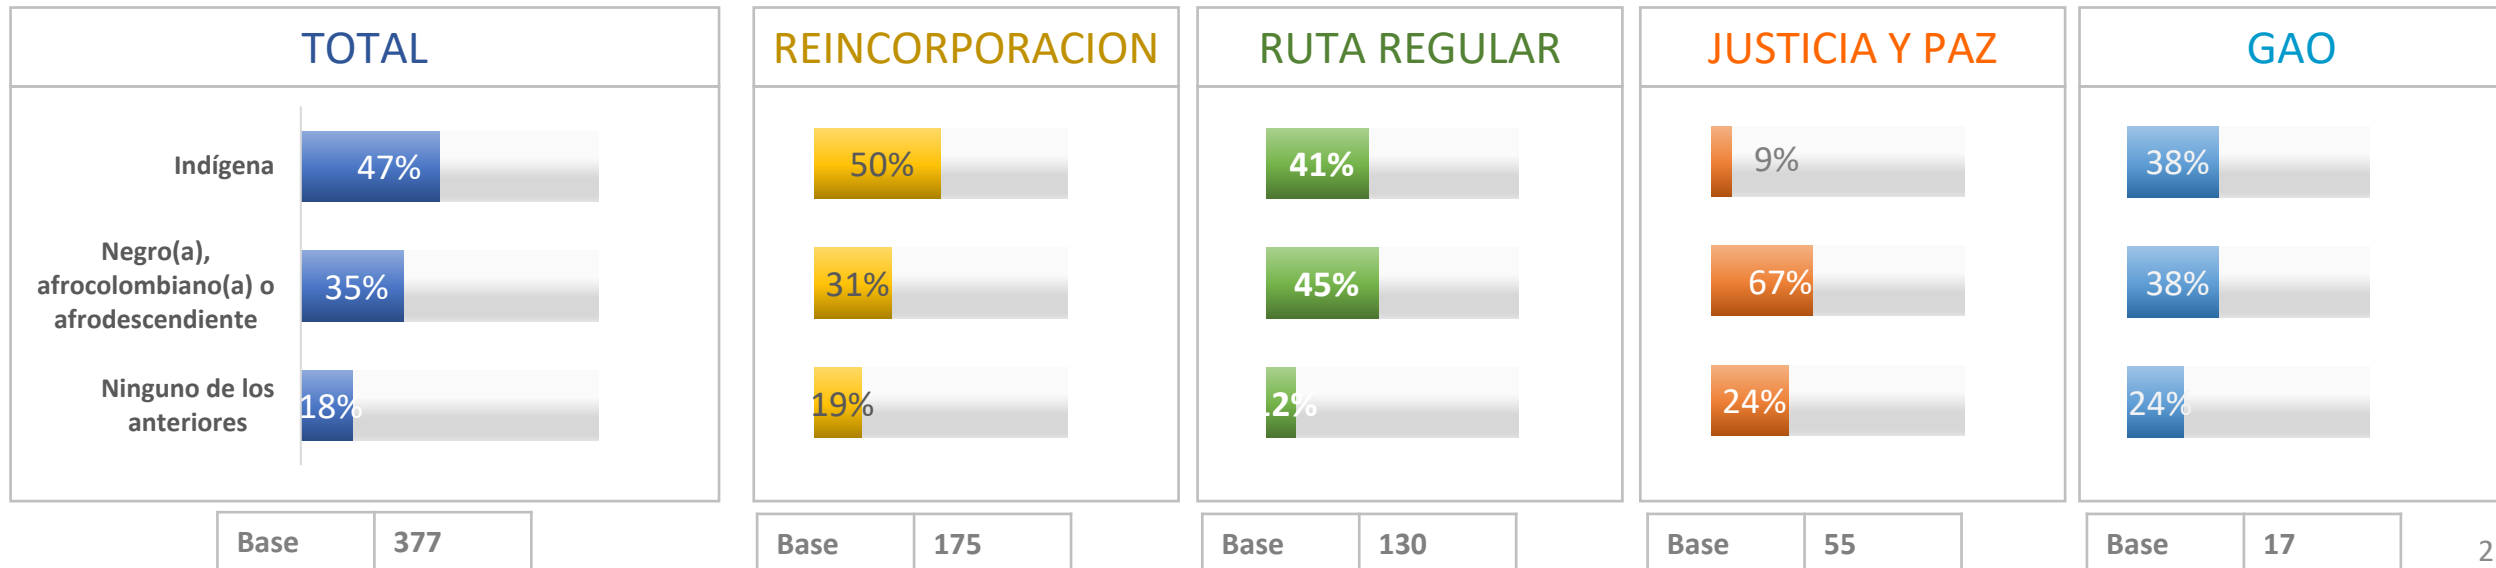 TOTAL
REINCORPORACION
RUTA REGULAR
JUSTICIA Y PAZ
GAO
Indígena
47%
50%
41%
9%
38%
Negro(a),
afrocolombiano(a) o
afrodescendiente
35%
31%
45%
67%
38%
Ninguno de los
anteriores
18%
19%
12%
24%
24%
Base 377
Base 175
Base 130
Base 55
Base 17
2